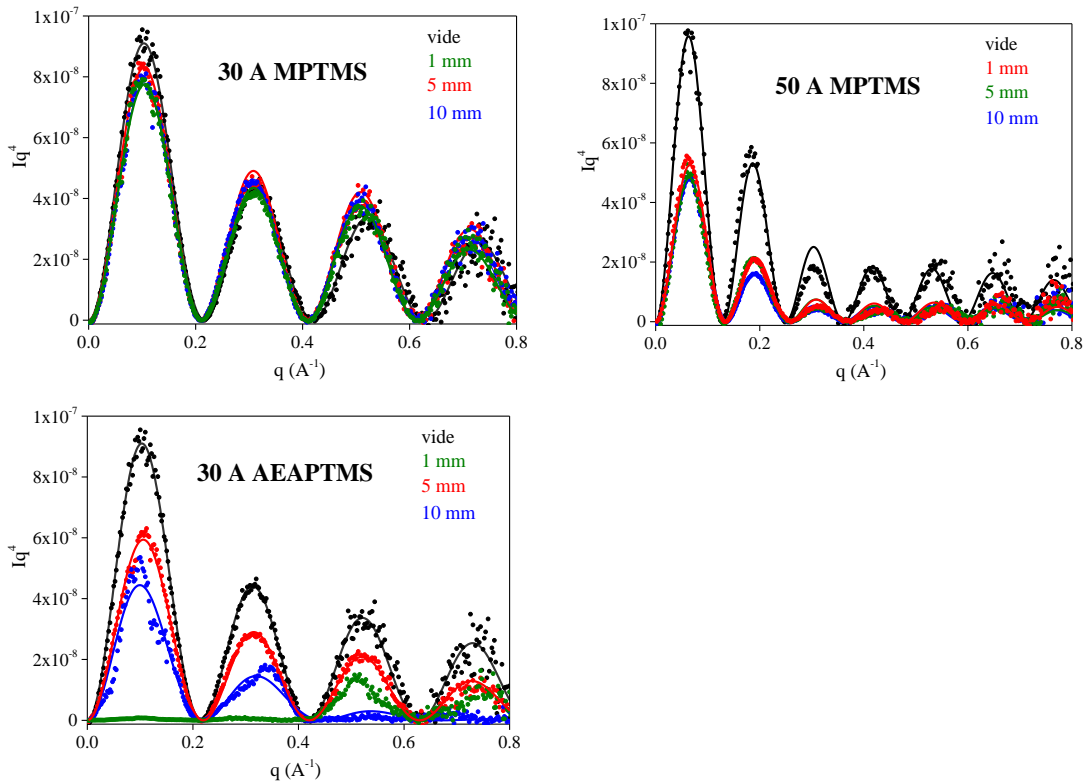 1x10-7
8x10-8
6x10-8
4x10-8
2x10-8
0
Iq4
30 A MPTMS
vide
1 mm
5 mm
10 mm
0.0 0.2 0.4 0.6 0.8
q (A-1)
1x10-7
8x10-8
6x10-8
4x10-8
2x10-8
0
Iq4
50 A MPTMS
vide
1 mm
5 mm
10 mm
0.0 0.2 0.4 0.6 0.8
q (A-1)
1x10-7
8x10-8
6x10-8
4x10-8
2x10-8
0
Iq4
30 A AEAPTMS
vide
1 mm
5 mm
10 mm
0.0 0.2 0.4 0.6 0.8
q (A-1)